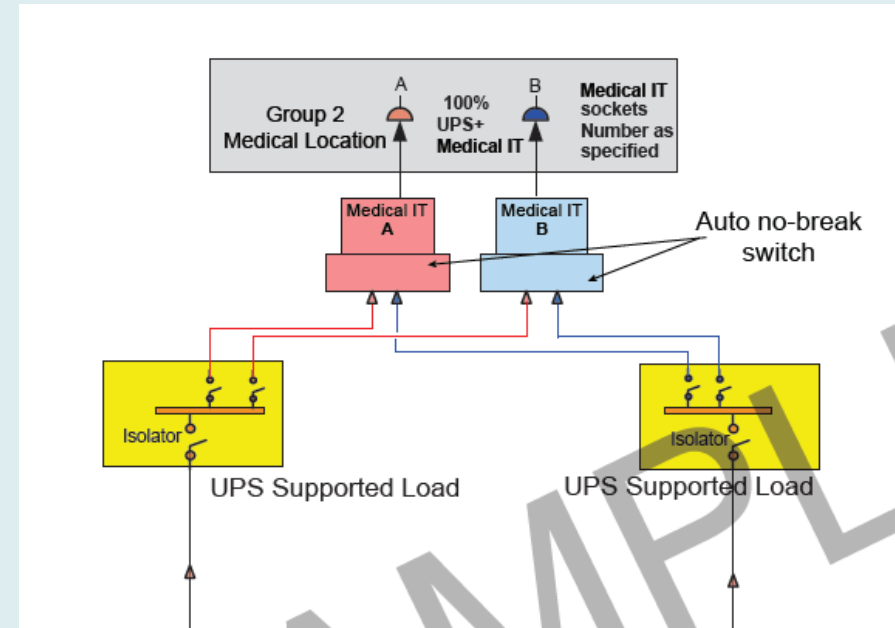 A
B
Group 2
Medical Location
100%
UPS+
Medical IT
Medical IT
sockets
Number as
specified
Medical IT
A
Medical IT
B
Auto no-break
switch
Isolator
Isolator
UPS Supported Load
UPS Supported Load